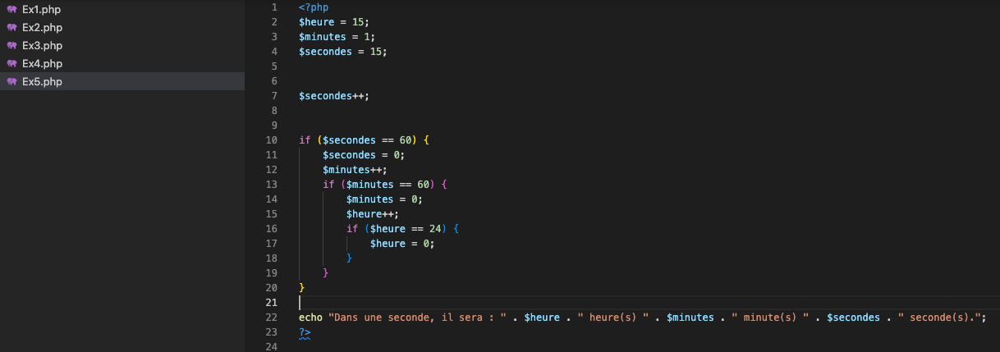 Ex1.php
Ex2.php
Ex3.php
Ex4.php
Ex5.php
1 <?php
2 $heure = 15;
3 $minutes = 1;
4 $secondes = 15;
5
6
7 $secondes++;
8
9
10 if ($secondes == 60) {
11     $secondes = 0;
12     $minutes++;
13     if ($minutes == 60) {
14         $minutes = 0;
15         $heure++;
16         if ($heure == 24) {
17             $heure = 0;
18         }
19     }
20 }
21
22 echo "Dans une seconde, il sera : " . $heure . " heure(s) " . $minutes . " minute(s) " . $secondes . " seconde(s).";
23 ?>
24